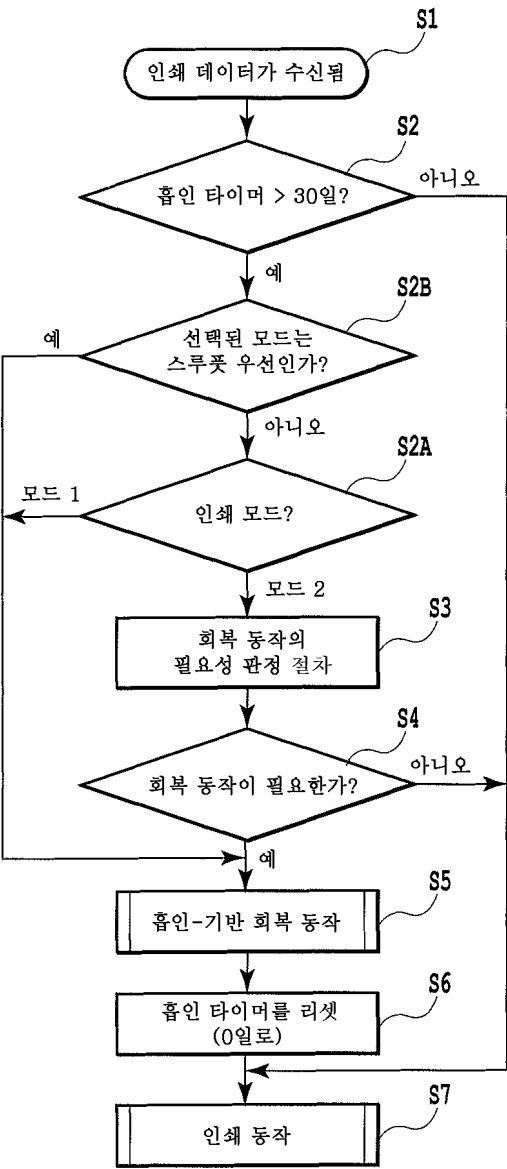 S1
인쇄 데이터가 수신됨
S2
흡인 타이머 > 30일?
아니오
예
S2B
예
선택된 모드는
스루풋 우선인가?
아니오
S2A
모드 1
인쇄 모드?
모드 2
S3
회복 동작의
필요성 판정 절차
S4
회복 동작이 필요한가?
아니오
예
S5
흡인-기반 회복 동작
S6
흡인 타이머를 리셋
(0일로)
S7
인쇄 동작